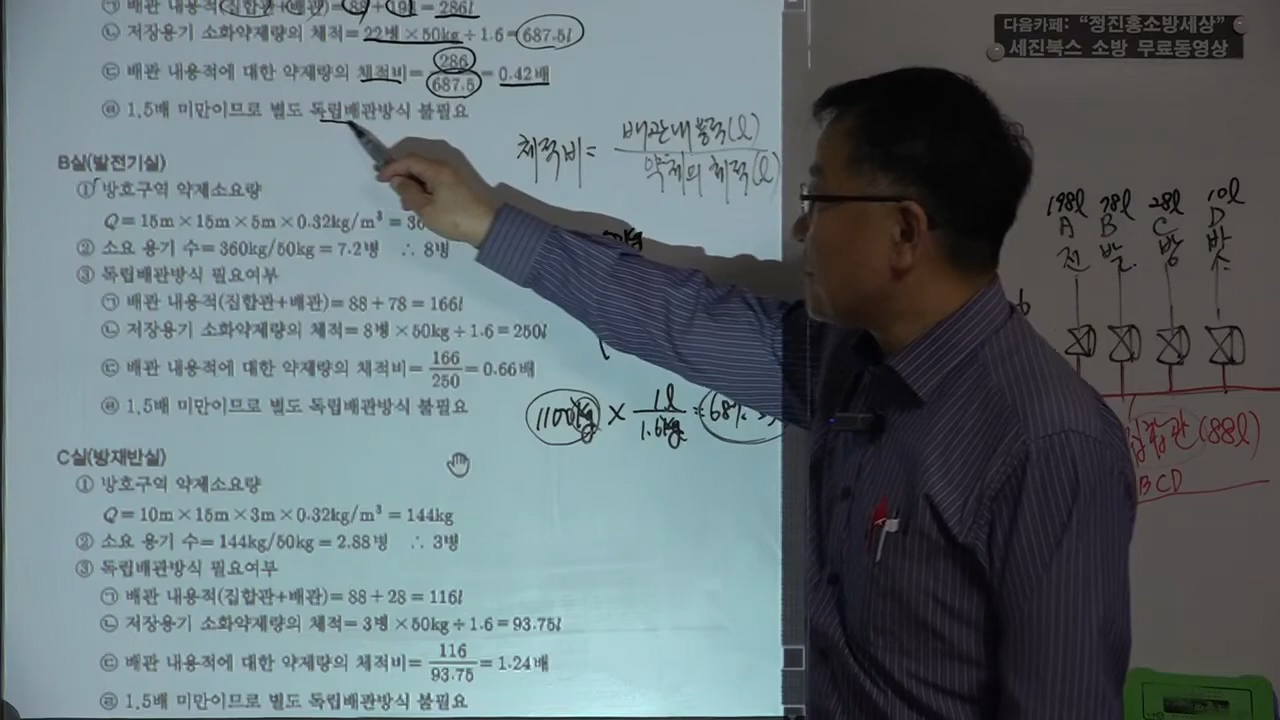 ㉠ 배관 내용적(집합관+배관)=88+198=286l
㉡ 저장용기 소화약제량의 체적=22병×50kg÷1.6=687.5l
㉢ 배관 내용적에 대한 약재량의 체적비=286/687.5=0.42배
㉣ 1.5배 미만이므로 별도 독립배관방식 불필요
B실(발전기실)
① 방호구역 약제소요량
Q=15m×15m×5m×0.32kg/m³=
② 소요 용기 수=360kg/50kg=7.2병 ∴ 8병
③ 독립배관방식 필요여부
㉠ 배관 내용적(집합관+배관)=88+78=166l
㉡ 저장용기 소화약제량의 체적=8병×50kg÷1.6=250l
㉢ 배관 내용적에 대한 약재량의 체적비=166/250=0.66배
㉣ 1.5배 미만이므로 별도 독립배관방식 불필요
C실(방재반실)
① 방호구역 약제소요량
Q=10m×15m×3m×0.32kg/m³=144kg
② 소요 용기 수=144kg/50kg=2.88병 ∴ 3병
③ 독립배관방식 필요여부
㉠ 배관 내용적(집합관+배관)=88+28=116l
㉡ 저장용기 소화약제량의 체적=3병×50kg÷1.6=93.75l
㉢ 배관 내용적에 대한 약재량의 체적비=116/93.75=1.24배
㉣ 1.5배 미만이므로 별도 독립배관방식 불필요
체적비=배관내용적(l)/약제의 체적(l)
1100kg×1l/1.6kg=687.
다음카페: “정진홍소방세상”
세진북스 소방 무료동영상
198l 78l 28l 10l
A B C D
전 발 방
집합관(88l)
BCD